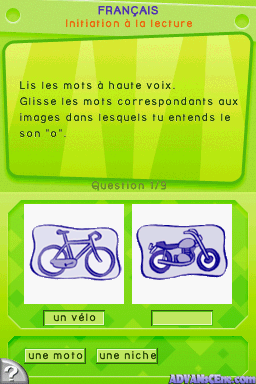 FRANÇAIS
Initiation à la lecture
Lis les mots à haute voix.
Glisse les mots correspondants aux
images dans lesquels tu entends le
son "o".
Question 1/3
un vélo
une moto une niche
?
ADVANSCEne.com